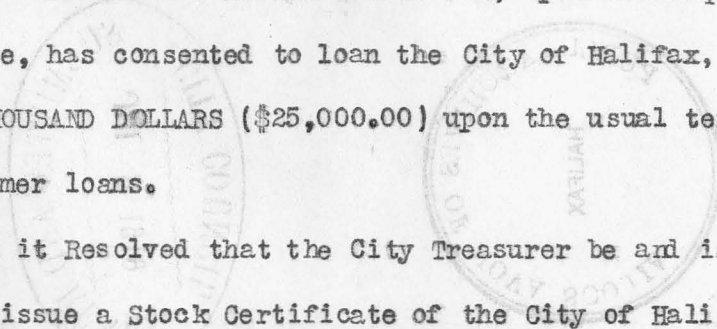 e, has consented to loan the City of Halifax,
OUSAND DOLLARS ($25,000.00) upon the usual te
mer loans.
it Resolved that the City Treasurer be and i
issue a Stock Certificate of the City of Hali
HALIFAX